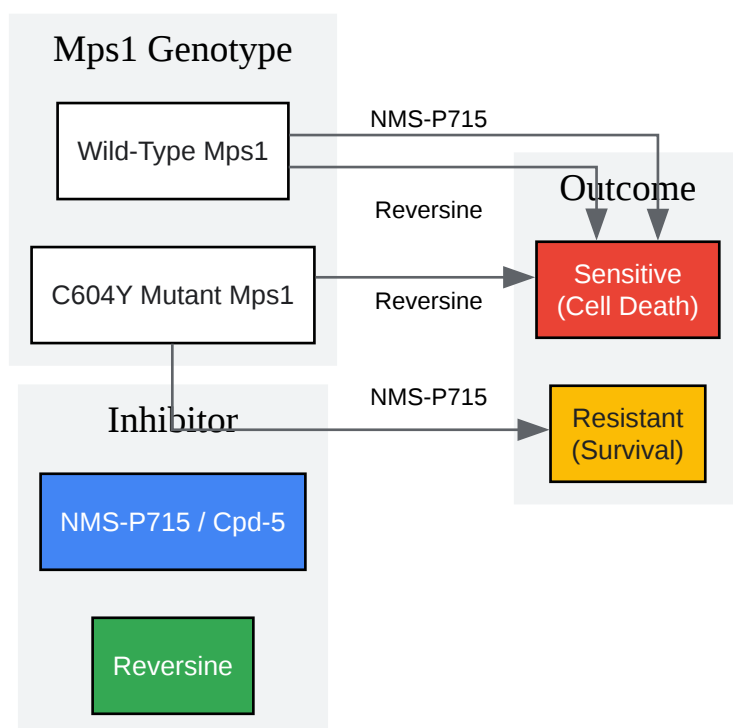 Mps1 Genotype
Wild-Type Mps1
NMS-P715
Reversine
C604Y Mutant Mps1
Reversine
NMS-P715
Outcome
Sensitive
(Cell Death)
Resistant
(Survival)
Inhibitor
NMS-P715 / Cpd-5
Reversine